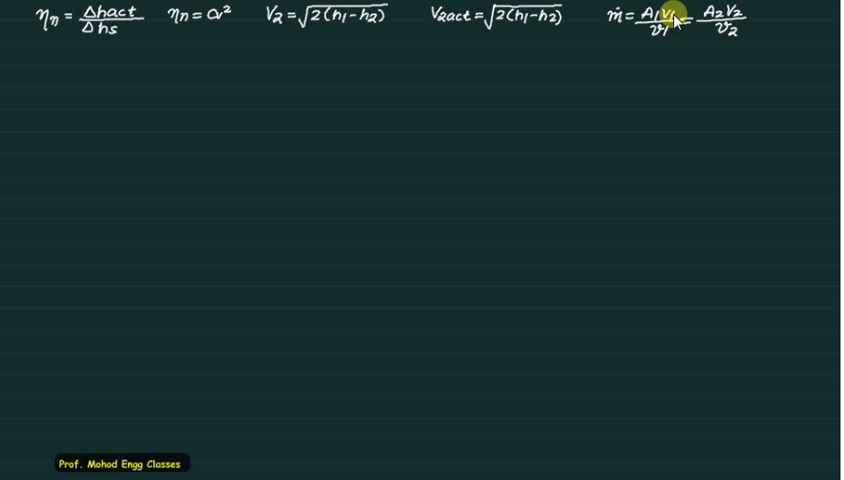 ηn = Δhact / Δhs   ηn = α²   V₂ = √2(h₁-h₂)   V₂act = √2(h₁-h₂)   ṁ = A₁V₁ / v₁ = A₂V₂ / v₂
Prof. Mohod Engg Classes